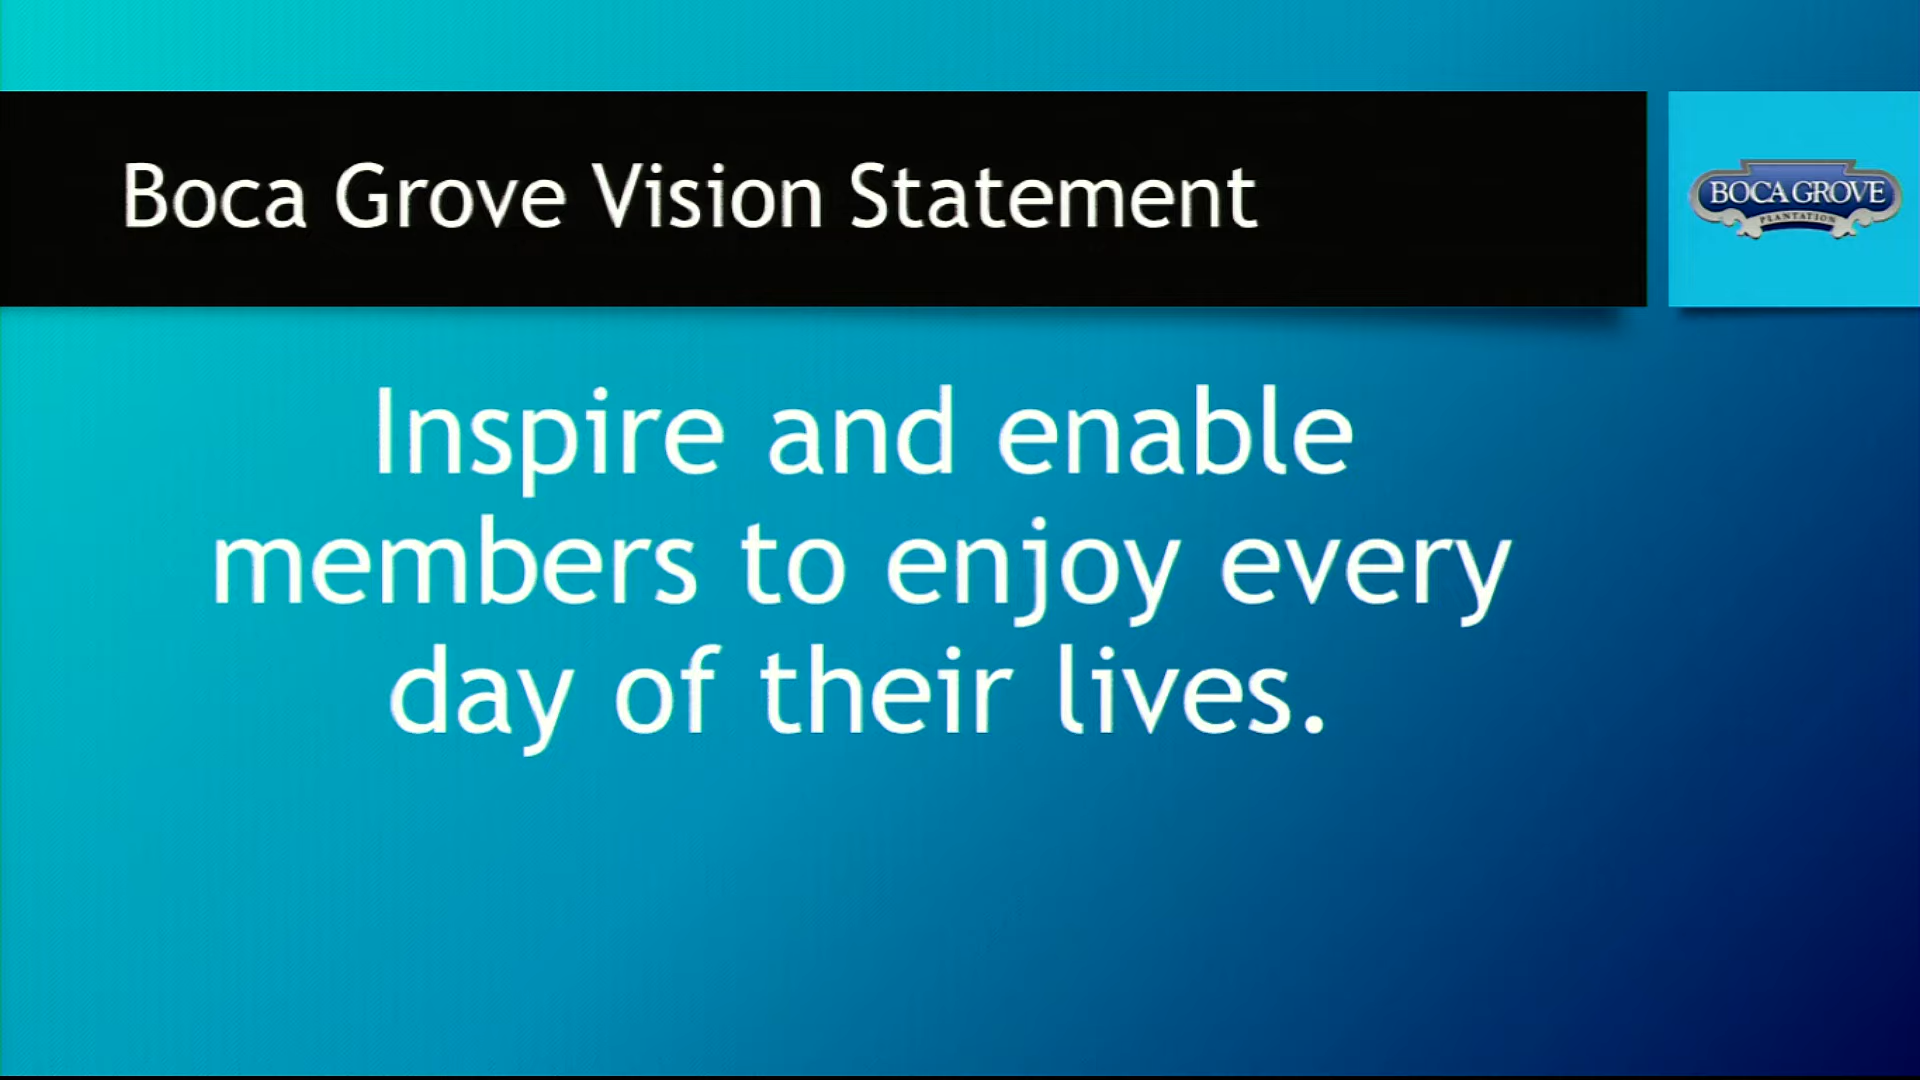 Boca Grove Vision Statement
BOCA GROVE
PLANTATION
Inspire and enable
members to enjoy every
day of their lives.